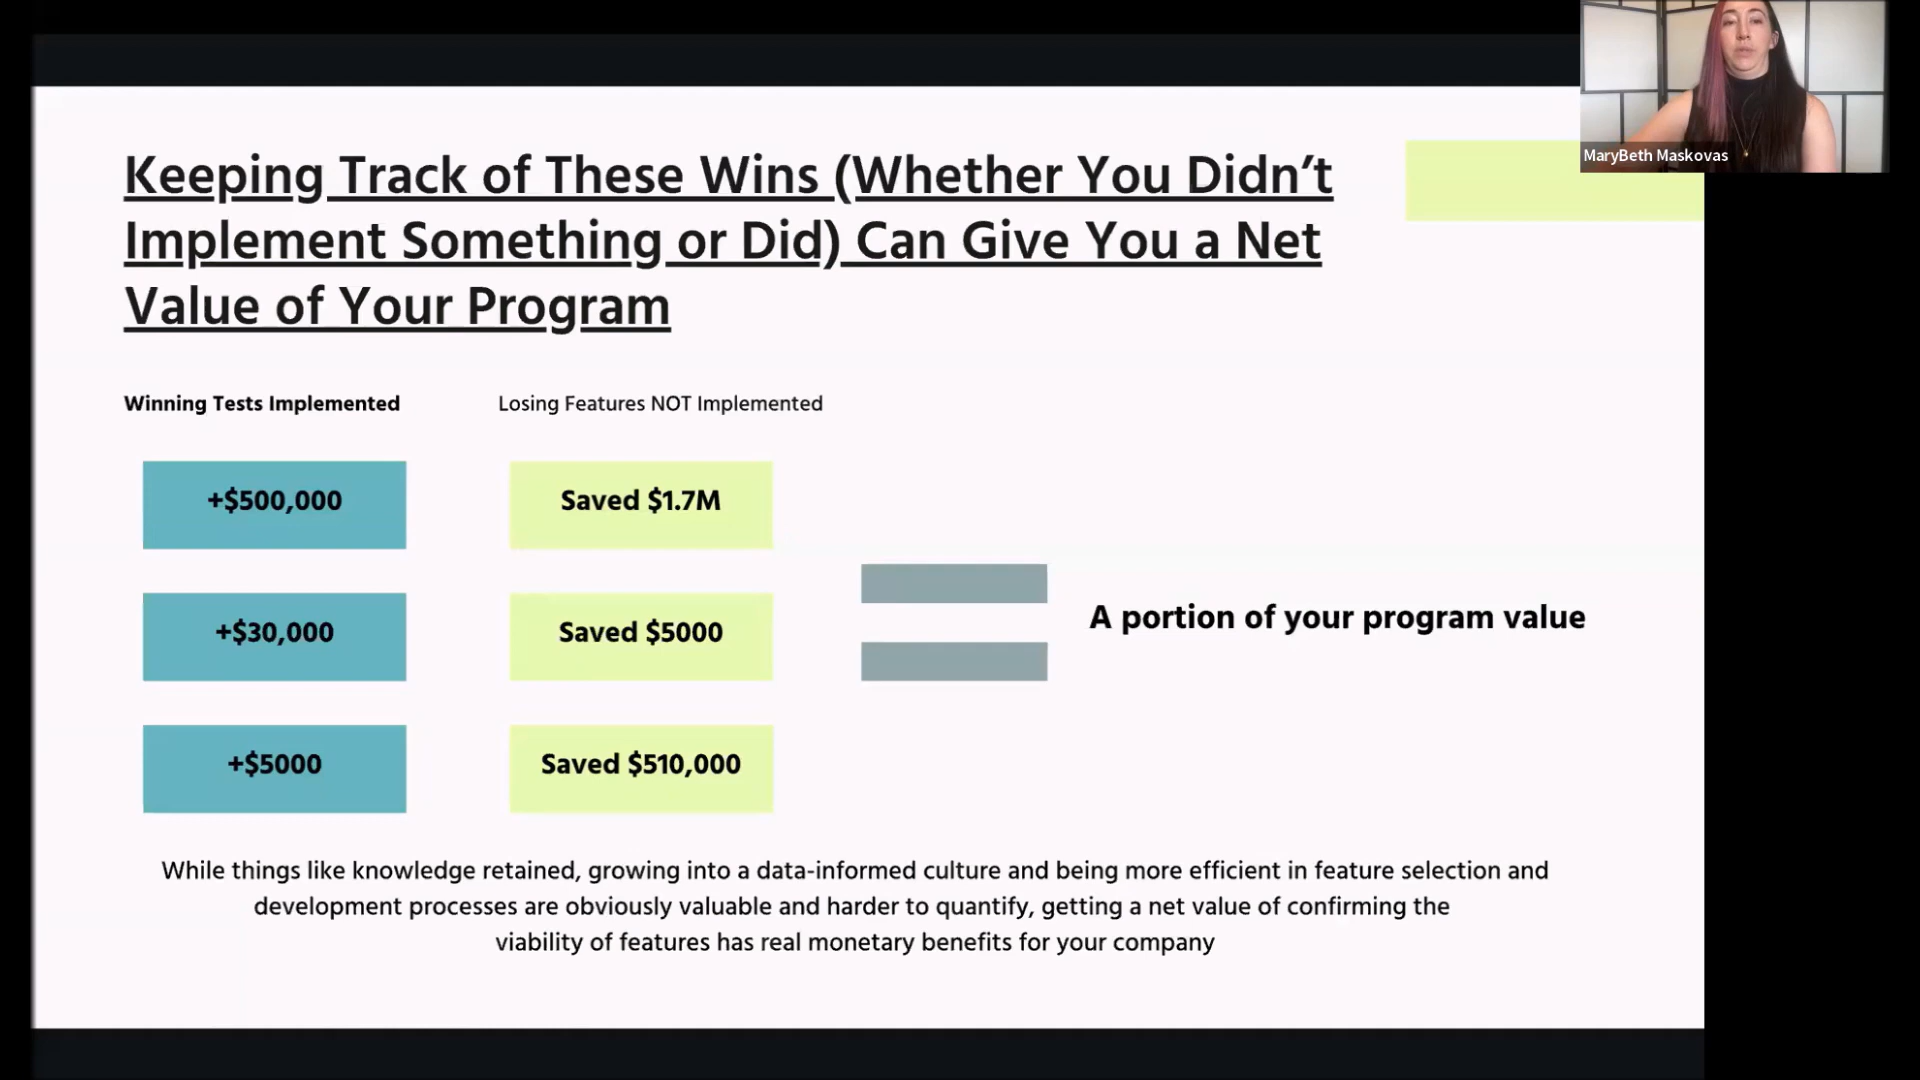 MaryBeth Maskovas
Keeping Track of These Wins (Whether You Didn’t
Implement Something or Did) Can Give You a Net
Value of Your Program
Winning Tests Implemented
Losing Features NOT Implemented
+$500,000
Saved $1.7M
+$30,000
Saved $5000
A portion of your program value
+$5000
Saved $510,000
While things like knowledge retained, growing into a data-informed culture and being more efficient in feature selection and
development processes are obviously valuable and harder to quantify, getting a net value of confirming the
viability of features has real monetary benefits for your company